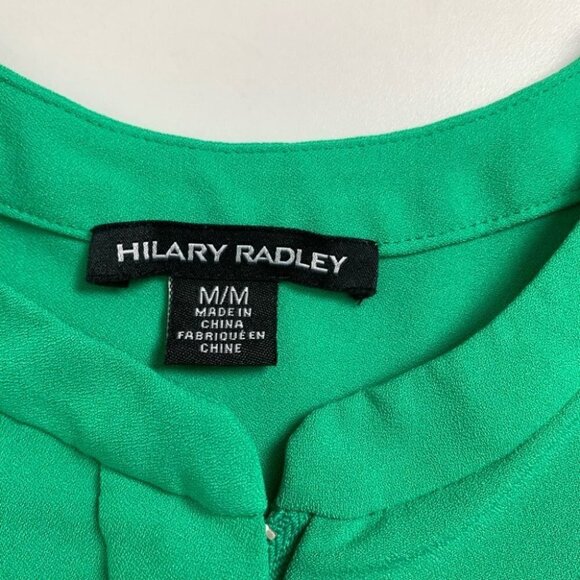 HILARY RADLEY
M/M
MADE IN
CHINA
FABRIQUÉ EN
CHINE